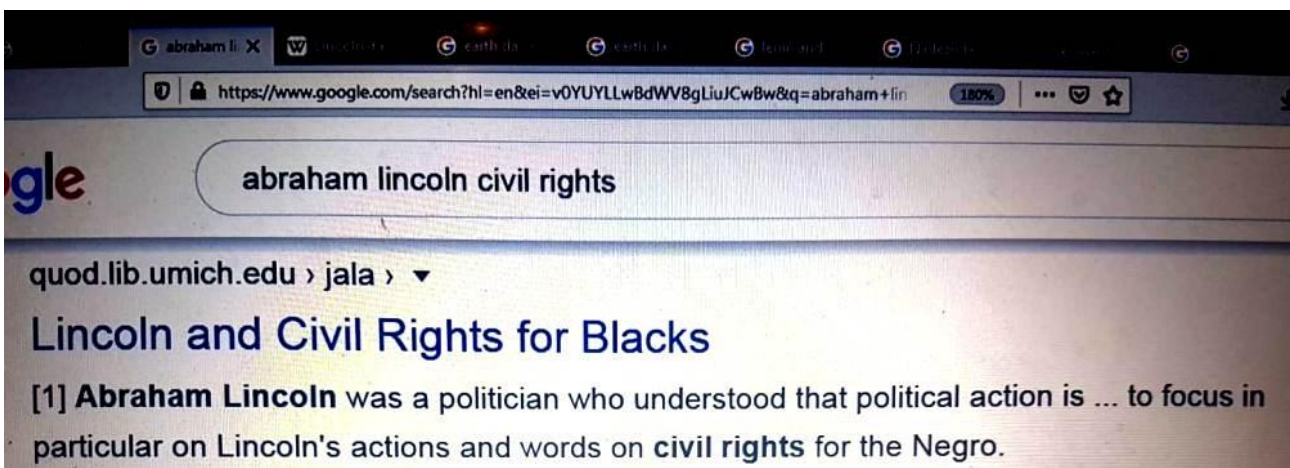 abraham li
https://www.google.com/search?hl=en&ei=v0YUYLLwBdWV8gLiuJCwBw&q=abraham+lin 180%
gle abraham lincoln civil rights
quod.lib.umich.edu › jala ›
Lincoln and Civil Rights for Blacks
[1] Abraham Lincoln was a politician who understood that political action is ... to focus in
particular on Lincoln's actions and words on civil rights for the Negro.